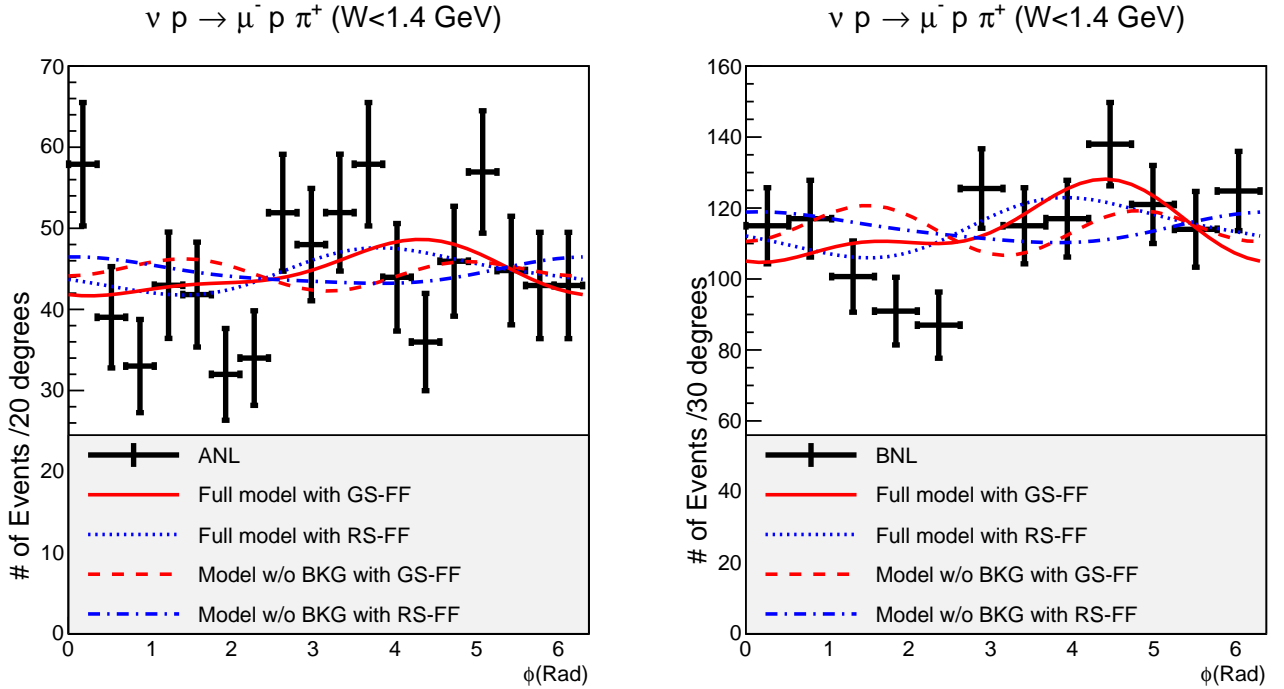 ν p → μ⁻ p π⁺ (W<1.4 GeV)
# of Events /20 degrees
70
60
50
40
30
20
10
0
ANL
Full model with GS-FF
Full model with RS-FF
Model w/o BKG with GS-FF
Model w/o BKG with RS-FF
0 1 2 3 4 5 6
ϕ(Rad)
ν p → μ⁻ p π⁺ (W<1.4 GeV)
# of Events /30 degrees
160
140
120
100
80
60
40
20
0
BNL
Full model with GS-FF
Full model with RS-FF
Model w/o BKG with GS-FF
Model w/o BKG with RS-FF
0 1 2 3 4 5 6
ϕ(Rad)